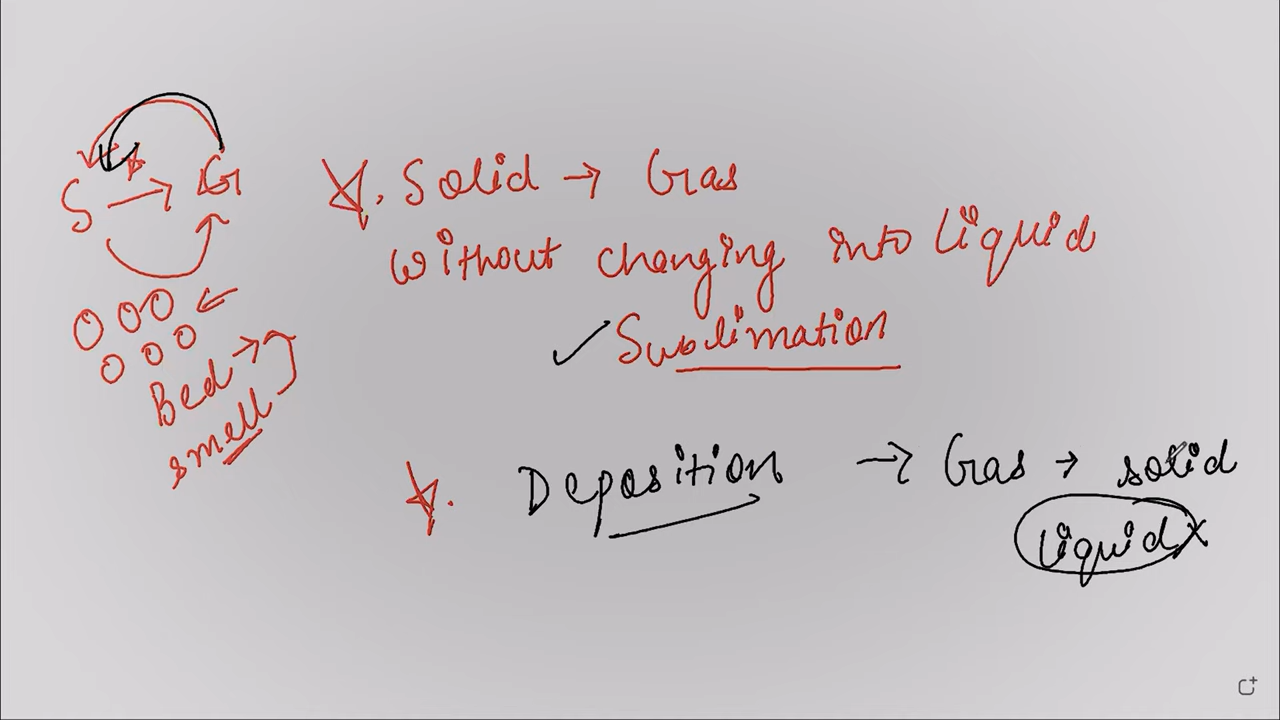 S → G
☆. Solid → Gas
without changing into Liquid
✓ Sublimation
Bed →
smell
☆. Deposition → Gas → solid
liquid x